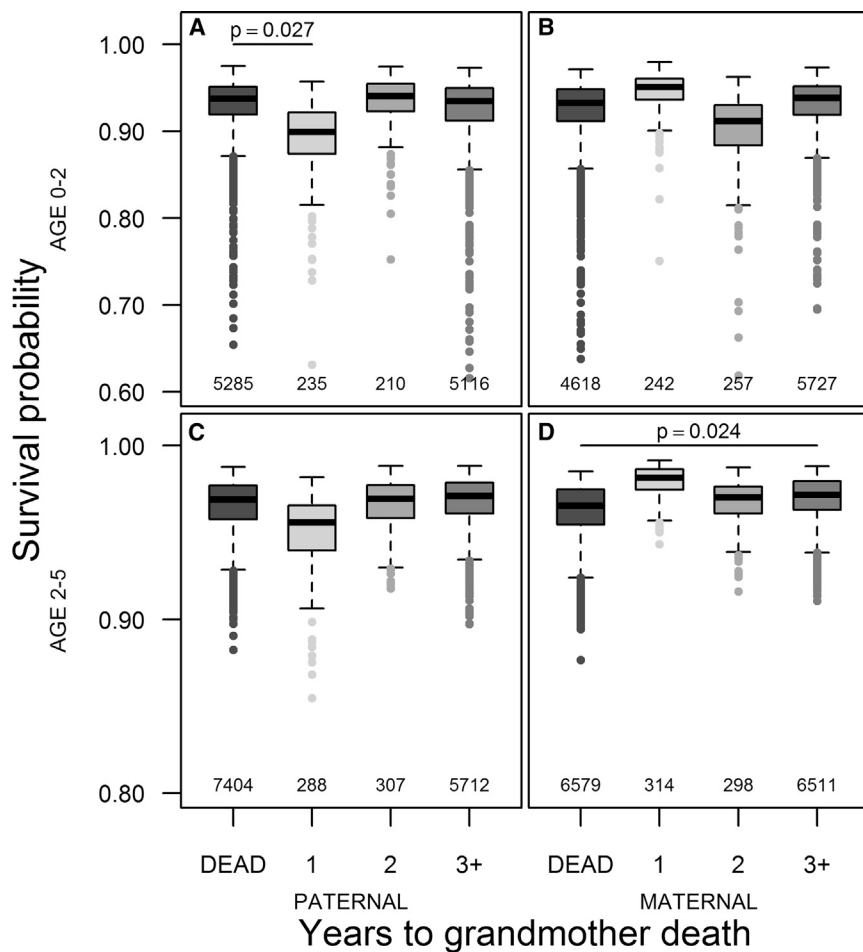 A
p = 0.027
B
1.00
0.90
0.80
0.70
0.60
AGE 0-2
5285 235 210 5116
4618 242 257 5727
C
D
p = 0.024
1.00
0.90
0.80
AGE 2-5
Survival probability
7404 288 307 5712
6579 314 298 6511
DEAD 1 2 3+
DEAD 1 2 3+
PATERNAL
MATERNAL
Years to grandmother death